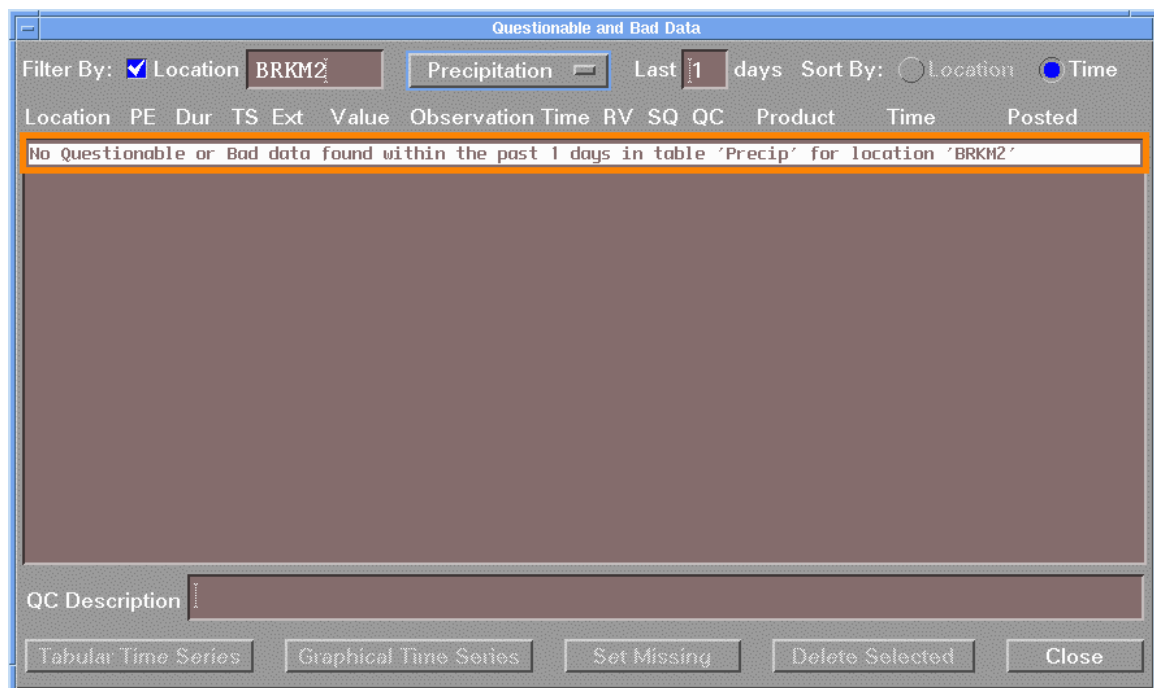 Questionable and Bad Data
Filter By: Location BRKM2 Precipitation Last 1 days Sort By: Location Time
Location PE Dur TS Ext Value Observation Time RV SQ QC Product Time Posted
No Questionable or Bad data found within the past 1 days in table 'Precip' for location 'BRKM2'
QC Description
Tabular Time Series Graphical Time Series Set Missing Delete Selected Close